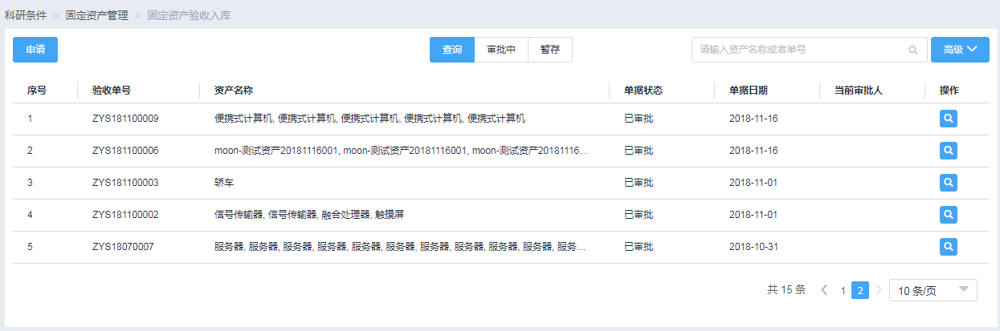 科研条件 > 固定资产管理 > 固定资产验收入库
申请 查询 审批中 暂存 请输入资产名称或者单号 高级
序号 验收单号 资产名称 单据状态 单据日期 当前审批人 操作
1 ZYS181100009 便携式计算机, 便携式计算机, 便携式计算机, 便携式计算机, 便携式计算机 已审批 2018-11-16
2 ZYS181100006 moon-测试资产20181116001, moon-测试资产20181116001, moon-测试资产20181116... 已审批 2018-11-16
3 ZYS181100003 轿车 已审批 2018-11-01
4 ZYS181100002 信号传输器, 信号传输器, 融合处理器, 触摸屏 已审批 2018-11-01
5 ZYS18070007 服务器, 服务器, 服务器, 服务器, 服务器, 服务器, 服务器, 服务器, 服务器, 服务器, 服务... 已审批 2018-10-31
共 15 条 < 1 2 > 10 条/页